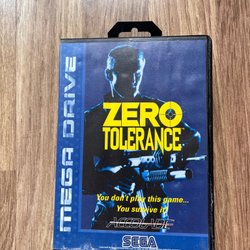 MEGA DRIVE
ZERO
TOLERANCE
You don't play this game...
You survive it!
ACCOLADE
SEGA